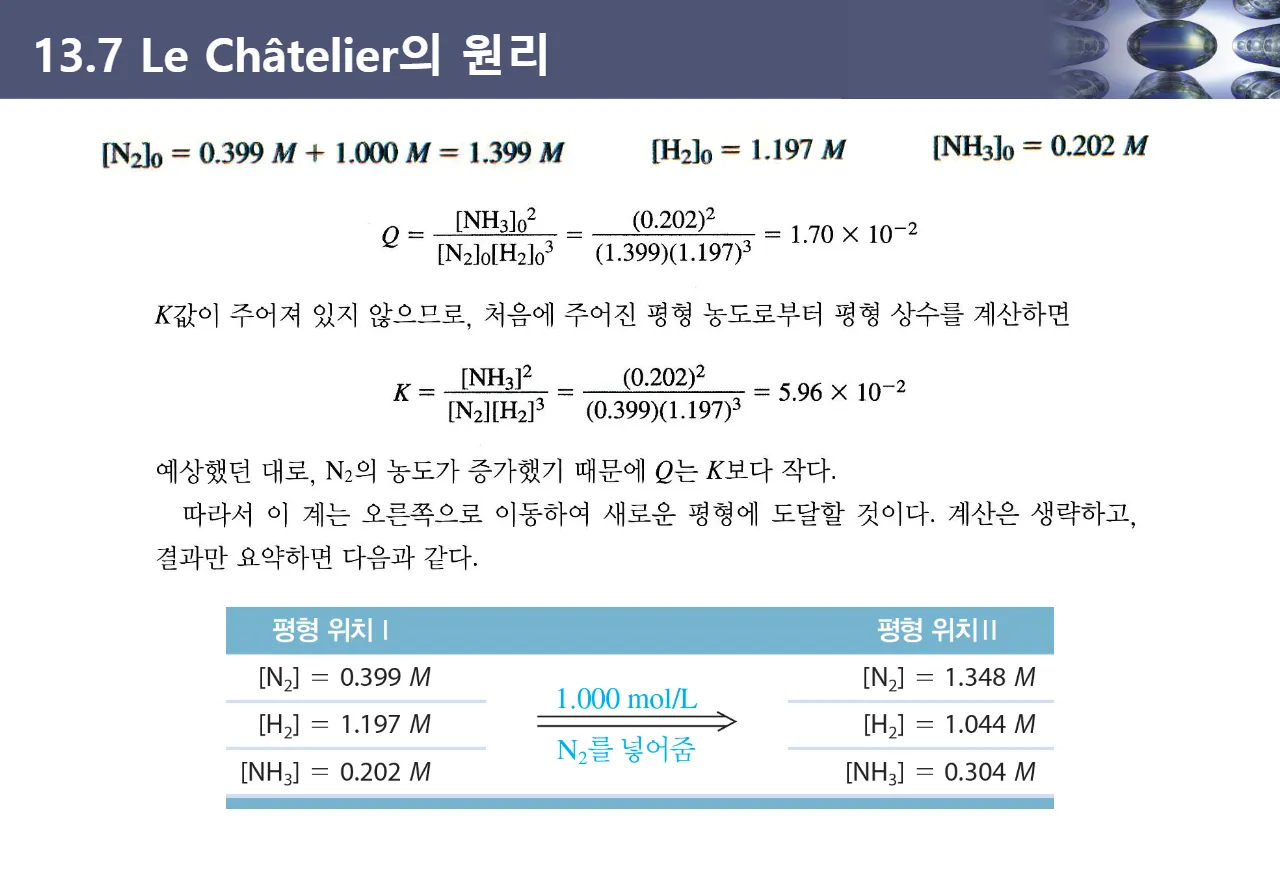 13.7 Le Châtelier의 원리
[N₂]₀ = 0.399 M + 1.000 M = 1.399 M [H₂]₀ = 1.197 M [NH₃]₀ = 0.202 M
Q = [NH₃]₀² / [N₂]₀[H₂]₀³ = (0.202)² / (1.399)(1.197)³ = 1.70 × 10⁻²
K값이 주어져 있지 않으므로, 처음에 주어진 평형 농도로부터 평형 상수를 계산하면
K = [NH₃]² / [N₂][H₂]³ = (0.202)² / (0.399)(1.197)³ = 5.96 × 10⁻²
예상했던 대로, N₂의 농도가 증가했기 때문에 Q는 K보다 작다.
따라서 이 계는 오른쪽으로 이동하여 새로운 평형에 도달할 것이다. 계산은 생략하고,
결과만 요약하면 다음과 같다.
평형 위치 I 평형 위치 II
[N₂] = 0.399 M [N₂] = 1.348 M
1.000 mol/L
[H₂] = 1.197 M [H₂] = 1.044 M
N₂를 넣어줌
[NH₃] = 0.202 M [NH₃] = 0.304 M